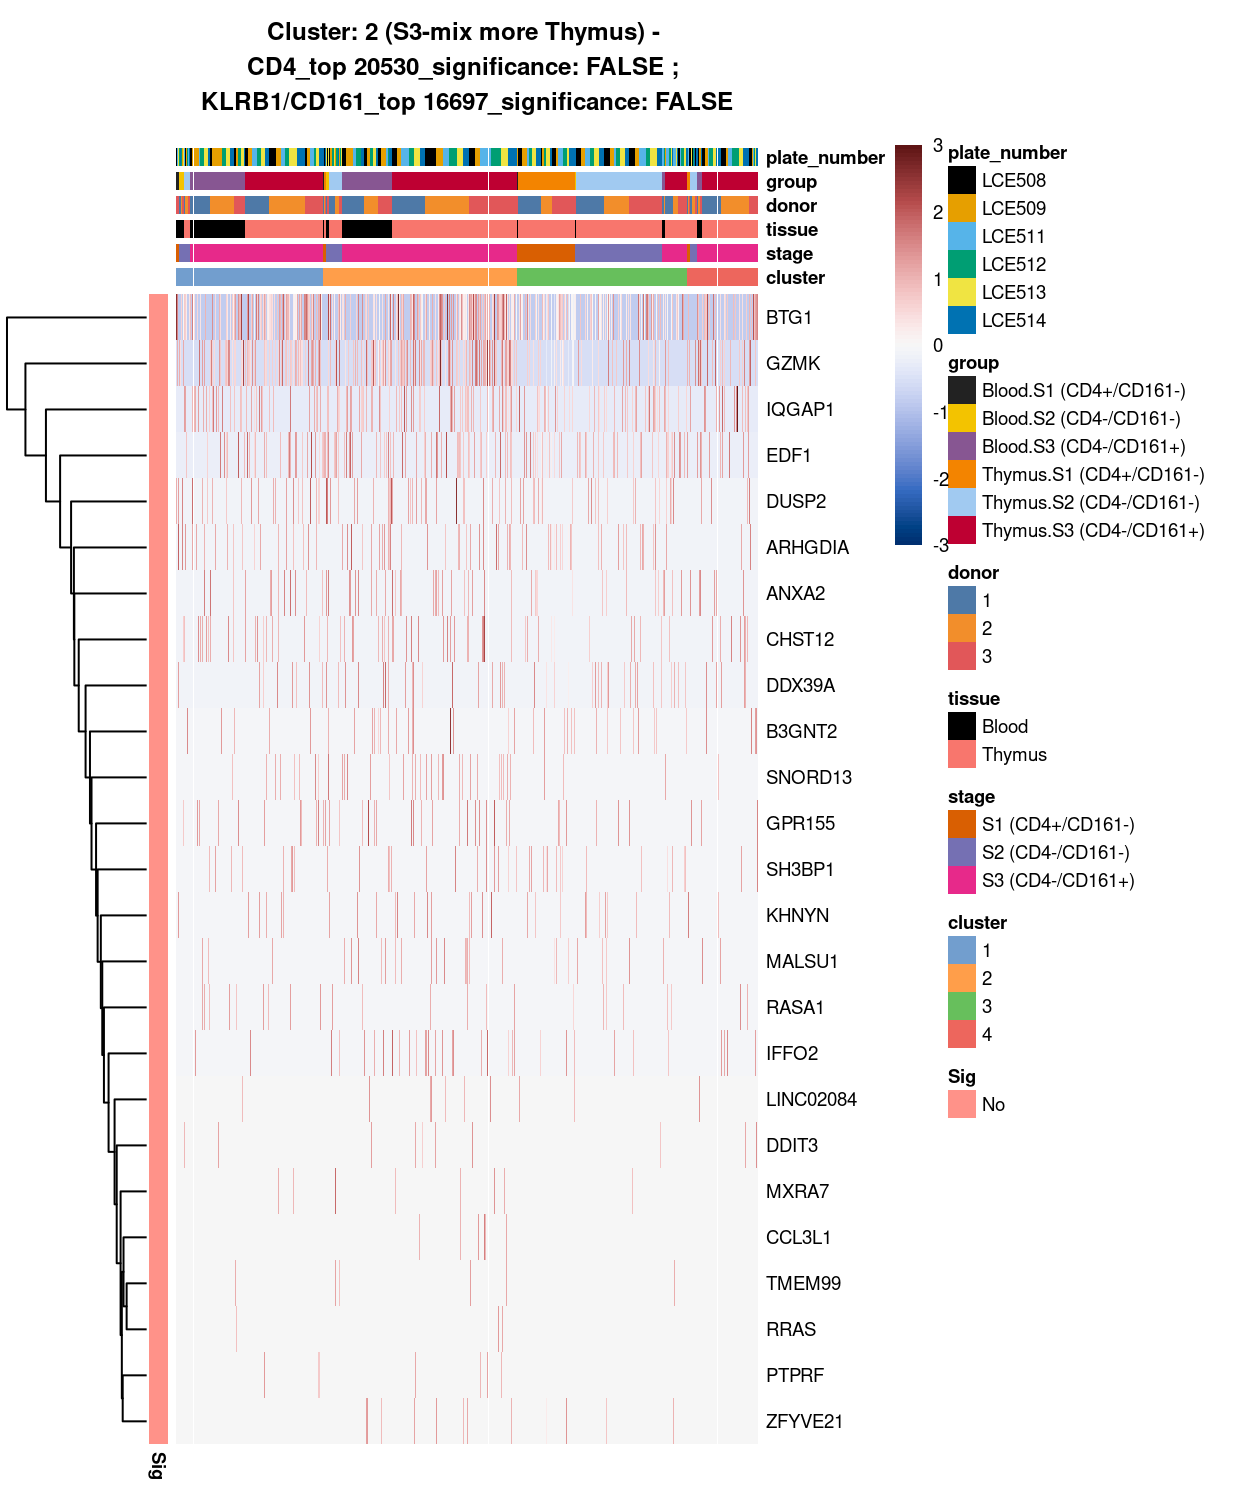 Cluster: 2 (S3-mix more Thymus) -
CD4_top 20530_significance: FALSE ;
KLRB1/CD161_top 16697_significance: FALSE
plate_number
group
donor
tissue
stage
cluster
BTG1
GZMK
IQGAP1
EDF1
DUSP2
ARHGDIA
ANXA2
CHST12
DDX39A
B3GNT2
SNORD13
GPR155
SH3BP1
KHNYN
MALSU1
RASA1
IFFO2
LINC02084
DDIT3
MXRA7
CCL3L1
TMEM99
RRAS
PTPRF
ZFYVE21
Sig
3
2
1
0
-1
-2
-3
plate_number
LCE508
LCE509
LCE511
LCE512
LCE513
LCE514
group
Blood.S1 (CD4+/CD161-)
Blood.S2 (CD4-/CD161-)
Blood.S3 (CD4-/CD161+)
Thymus.S1 (CD4+/CD161-)
Thymus.S2 (CD4-/CD161-)
Thymus.S3 (CD4-/CD161+)
donor
1
2
3
tissue
Blood
Thymus
stage
S1 (CD4+/CD161-)
S2 (CD4-/CD161-)
S3 (CD4-/CD161+)
cluster
1
2
3
4
Sig
No